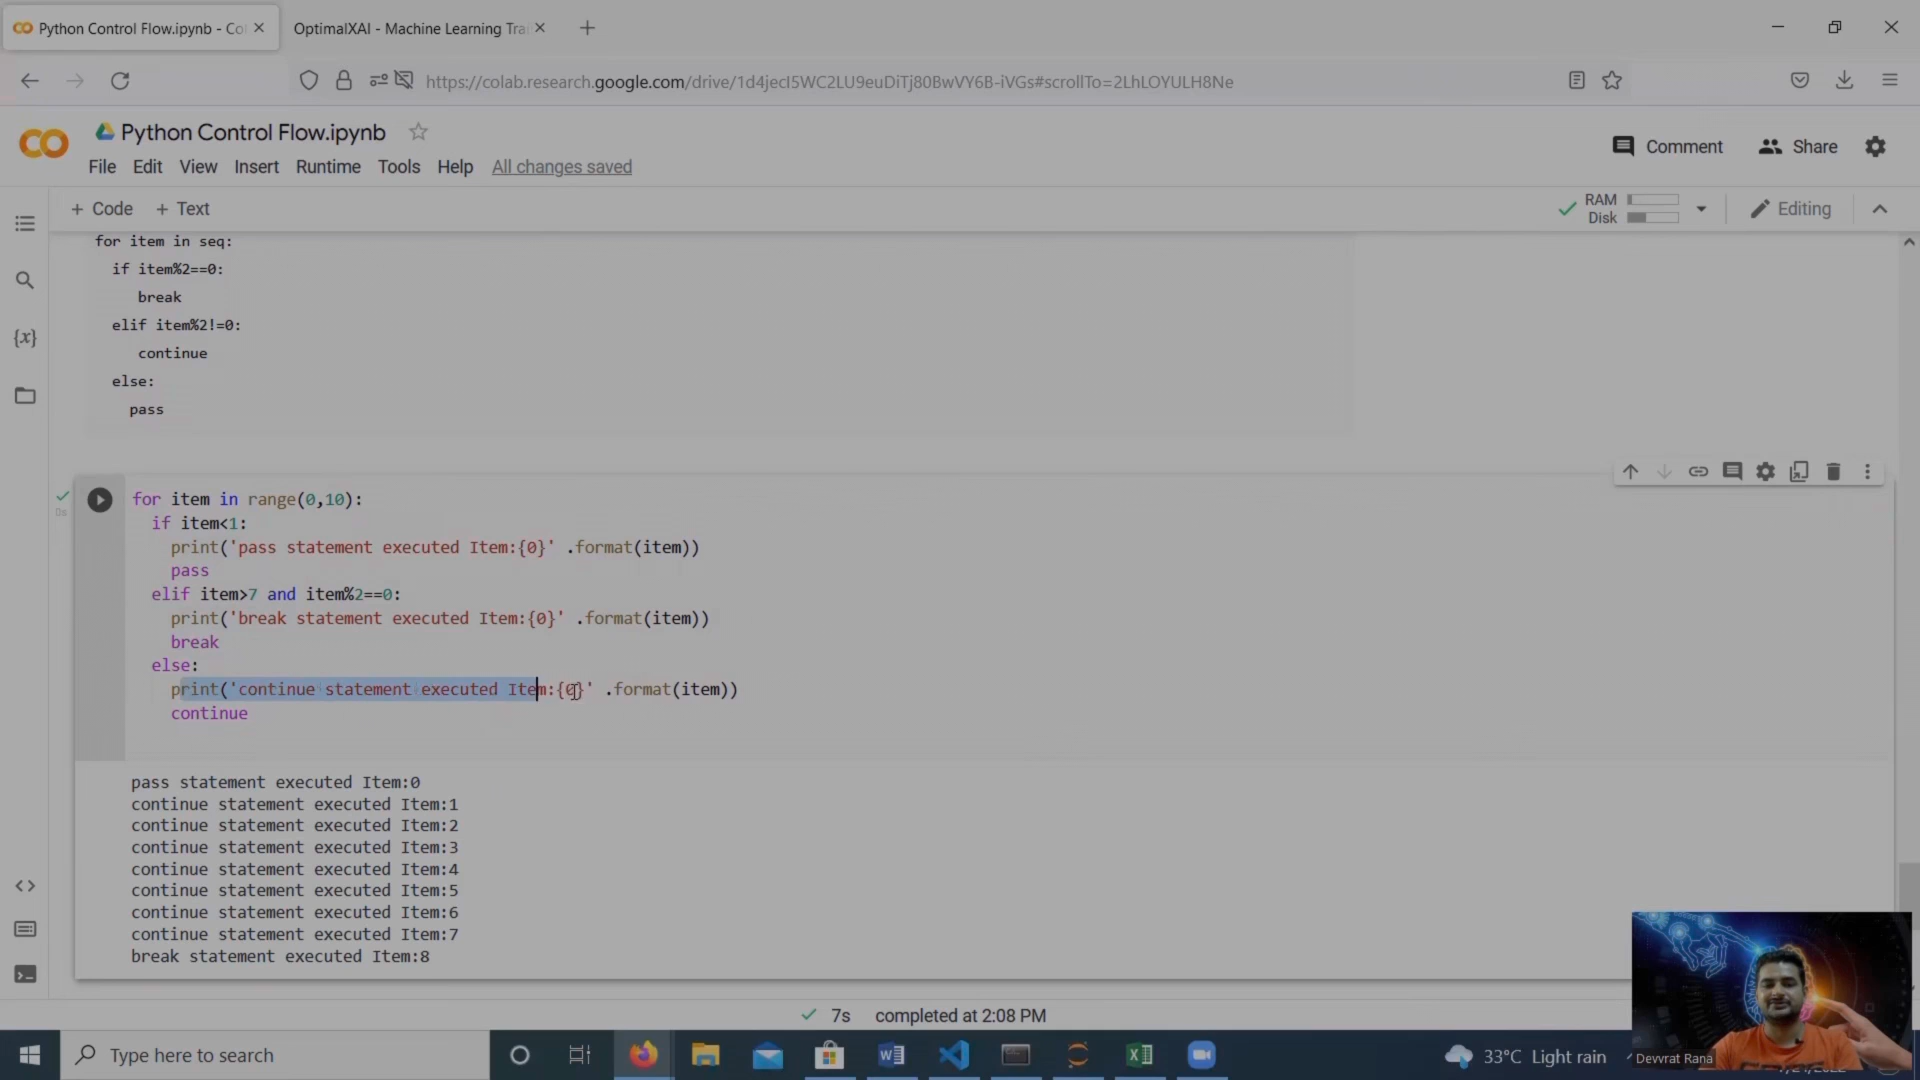 Python Control Flow.ipynb - Co
OptimalXAI - Machine Learning Trai
https://colab.research.google.com/drive/1d4jecI5WC2LU9euDiTj80BwVY6B-iVGs#scrollTo=2LhLOYULH8Ne
Python Control Flow.ipynb
Comment
Share
File Edit View Insert Runtime Tools Help All changes saved
+ Code + Text
RAM
Disk
Editing
for item in seq:
if item%2==0:
break
elif item%2!=0:
continue
else:
pass
{x}
0s
for item in range(0,10):
if item<1:
print('pass statement executed Item:{0}' .format(item))
pass
elif item>7 and item%2==0:
print('break statement executed Item:{0}' .format(item))
break
else:
print('continue statement executed Item:{0}' .format(item))
continue
pass statement executed Item:0
continue statement executed Item:1
continue statement executed Item:2
continue statement executed Item:3
continue statement executed Item:4
continue statement executed Item:5
continue statement executed Item:6
continue statement executed Item:7
break statement executed Item:8
7s completed at 2:08 PM
Type here to search
33°C Light rain
Devvrat Rana